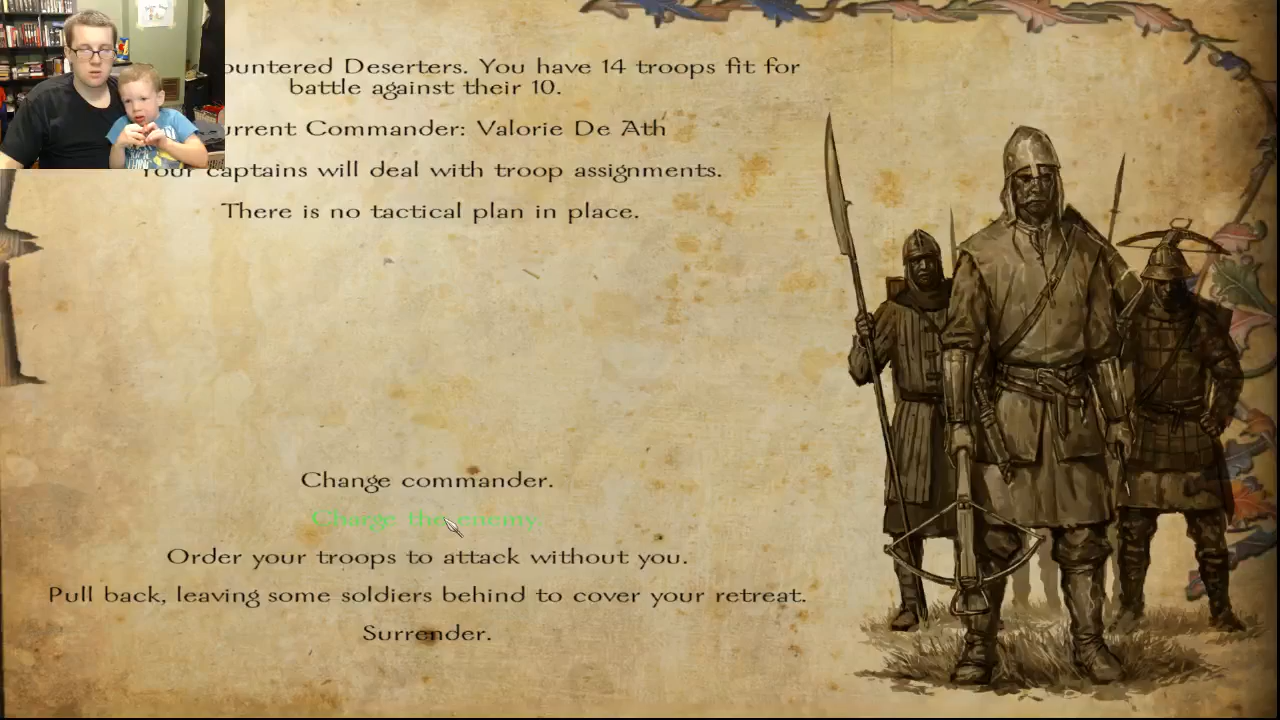 ountered Deserters. You have 14 troops fit for
battle against their 10.
urrent Commander: Valorie De Ath
Your captains will deal with troop assignments.
There is no tactical plan in place.
Change commander.
Charge the enemy.
Order your troops to attack without you.
Pull back, leaving some soldiers behind to cover your retreat.
Surrender.